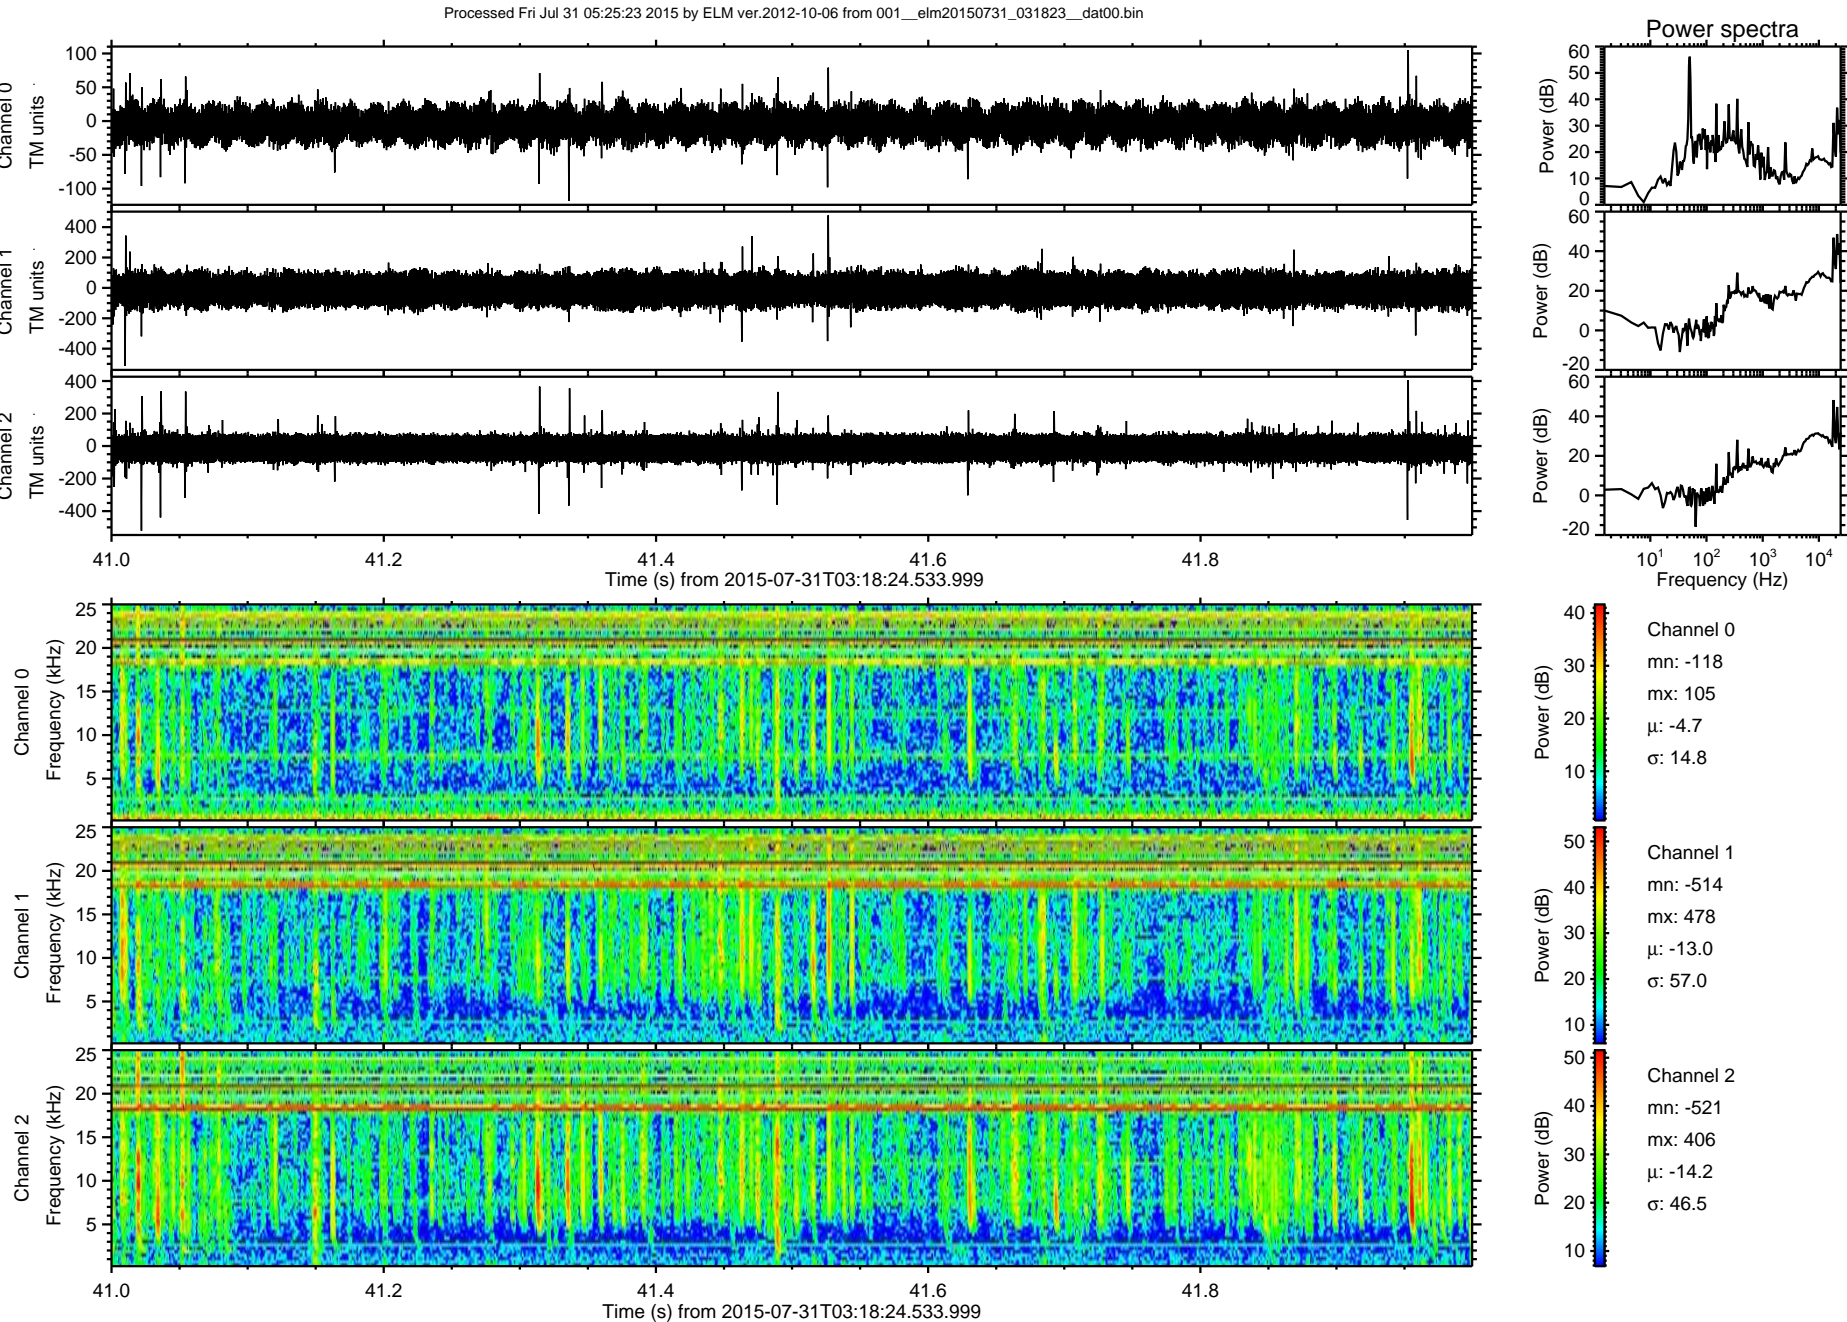 Processed Fri Jul 31 05:25:23 2015 by ELM ver.2012-10-06 from 001__elm20150731_031823__dat00.bin
Power spectra
Channel 0
TM units
100
50
0
-50
-100
Power (dB)
60
50
40
30
20
10
0
Channel 1
TM units
400
200
0
-200
-400
Power (dB)
60
40
20
0
-20
Channel 2
TM units
400
200
0
-200
-400
Power (dB)
60
40
20
0
-20
41.0 41.2 41.4 41.6 41.8
Time (s) from 2015-07-31T03:18:24.533.999
10¹ 10² 10³ 10⁴
Frequency (Hz)
Channel 0
Frequency (kHz)
25
20
15
10
5
Power (dB)
40
30
20
10
Channel 0
mn: -118
mx: 105
μ: -4.7
σ: 14.8
Channel 1
Frequency (kHz)
25
20
15
10
5
Power (dB)
50
40
30
20
10
Channel 1
mn: -514
mx: 478
μ: -13.0
σ: 57.0
Channel 2
Frequency (kHz)
25
20
15
10
5
Power (dB)
50
40
30
20
10
Channel 2
mn: -521
mx: 406
μ: -14.2
σ: 46.5
41.0 41.2 41.4 41.6 41.8
Time (s) from 2015-07-31T03:18:24.533.999